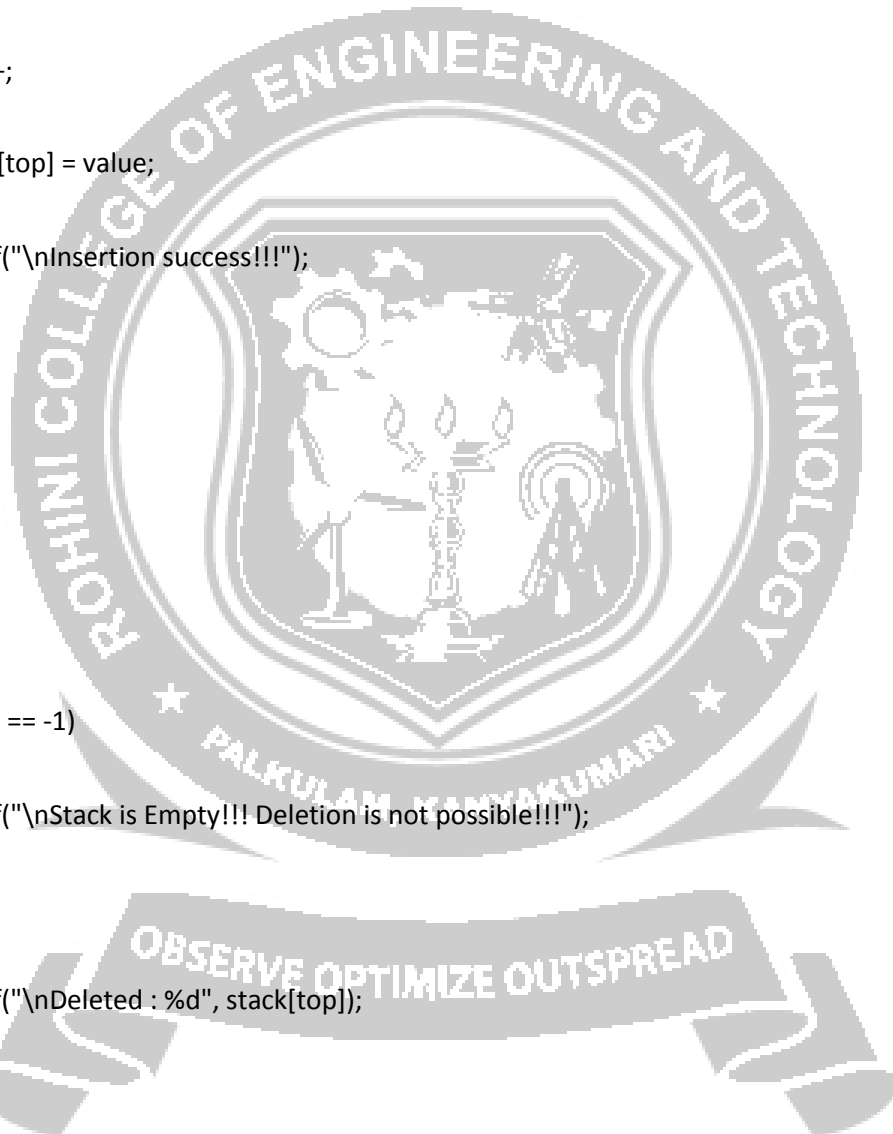 -;
[top] = value;
f("\nInsertion success!!!");
== -1)
f("\nStack is Empty!!! Deletion is not possible!!!");
f("\nDeleted : %d", stack[top]);
ROHINI COLLEGE OF ENGINEERING AND TECHNOLOGY
PALKULAM, KANYAKUMARI
OBSERVE OPTIMIZE OUTSPREAD